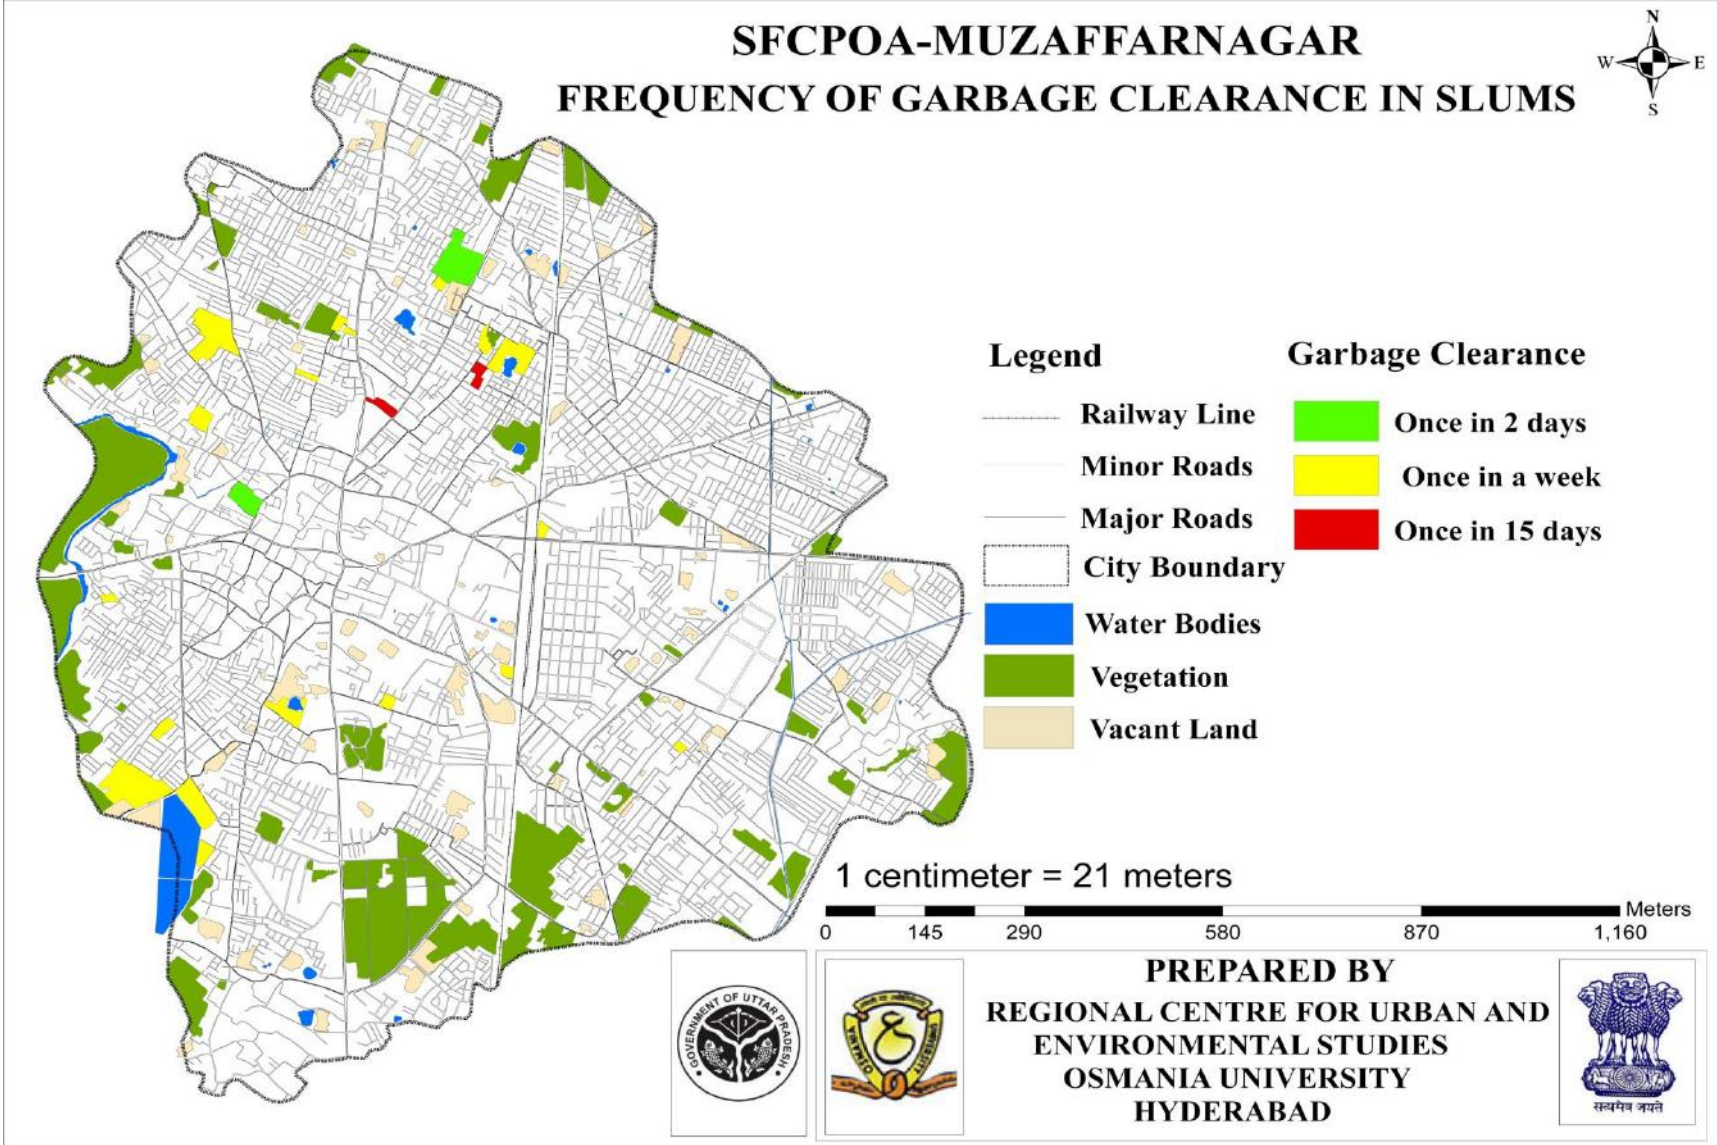 SFCPOA-MUZAFFARNAGAR
FREQUENCY OF GARBAGE CLEARANCE IN SLUMS
N
W E
S
Legend
Railway Line
Minor Roads
Major Roads
City Boundary
Water Bodies
Vegetation
Vacant Land
Garbage Clearance
Once in 2 days
Once in a week
Once in 15 days
1 centimeter = 21 meters
Meters
0 145 290 580 870 1,160
GOVERNMENT OF UTTAR PRADESH
OSMANIA UNIVERSITY
PREPARED BY
REGIONAL CENTRE FOR URBAN AND
ENVIRONMENTAL STUDIES
OSMANIA UNIVERSITY
HYDERABAD
सत्यमेव जयते